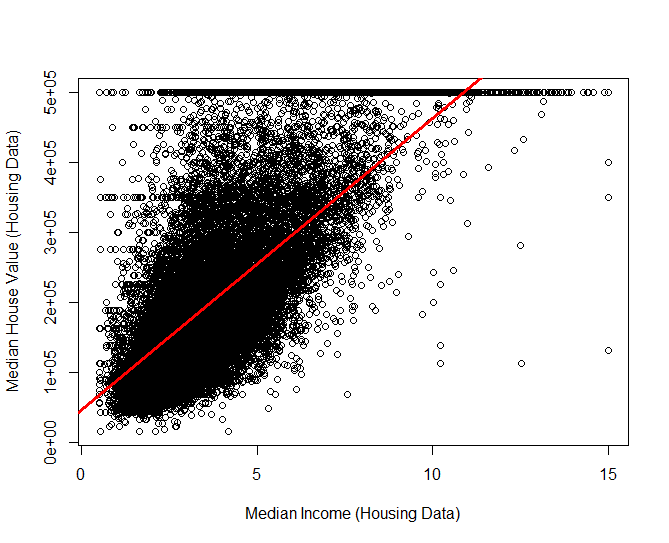 Median House Value (Housing Data)
5e+05
4e+05
3e+05
2e+05
1e+05
0e+00
0 5 10 15
Median Income (Housing Data)